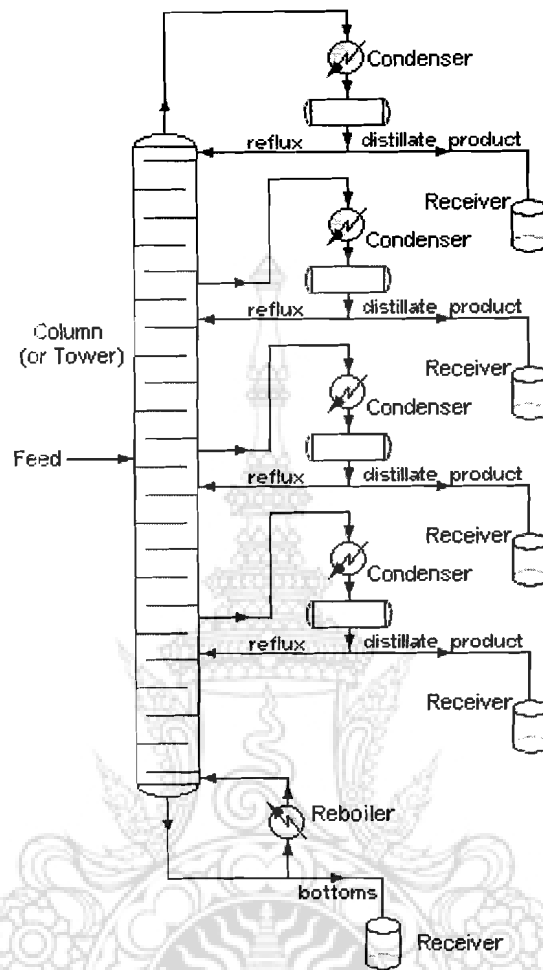 Condenser
reflux
distillate product
Receiver
Condenser
reflux
distillate product
Column
(or Tower)
Receiver
Condenser
Feed
reflux
distillate product
Receiver
Condenser
reflux
distillate product
Receiver
Reboiler
bottoms
Receiver